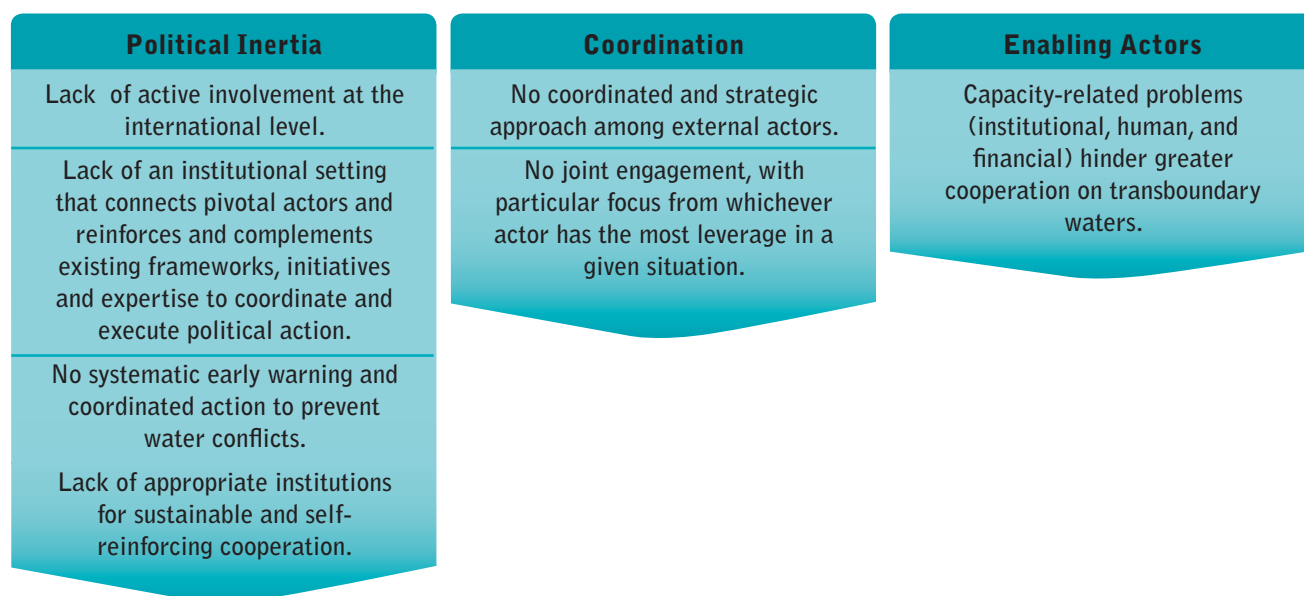 Political Inertia
Lack of active involvement at the
international level.
Lack of an institutional setting
that connects pivotal actors and
reinforces and complements
existing frameworks, initiatives
and expertise to coordinate and
execute political action.
No systematic early warning and
coordinated action to prevent
water conflicts.
Lack of appropriate institutions
for sustainable and self-
reinforcing cooperation.
Coordination
No coordinated and strategic
approach among external actors.
No joint engagement, with
particular focus from whichever
actor has the most leverage in a
given situation.
Enabling Actors
Capacity-related problems
(institutional, human, and
financial) hinder greater
cooperation on transboundary
waters.